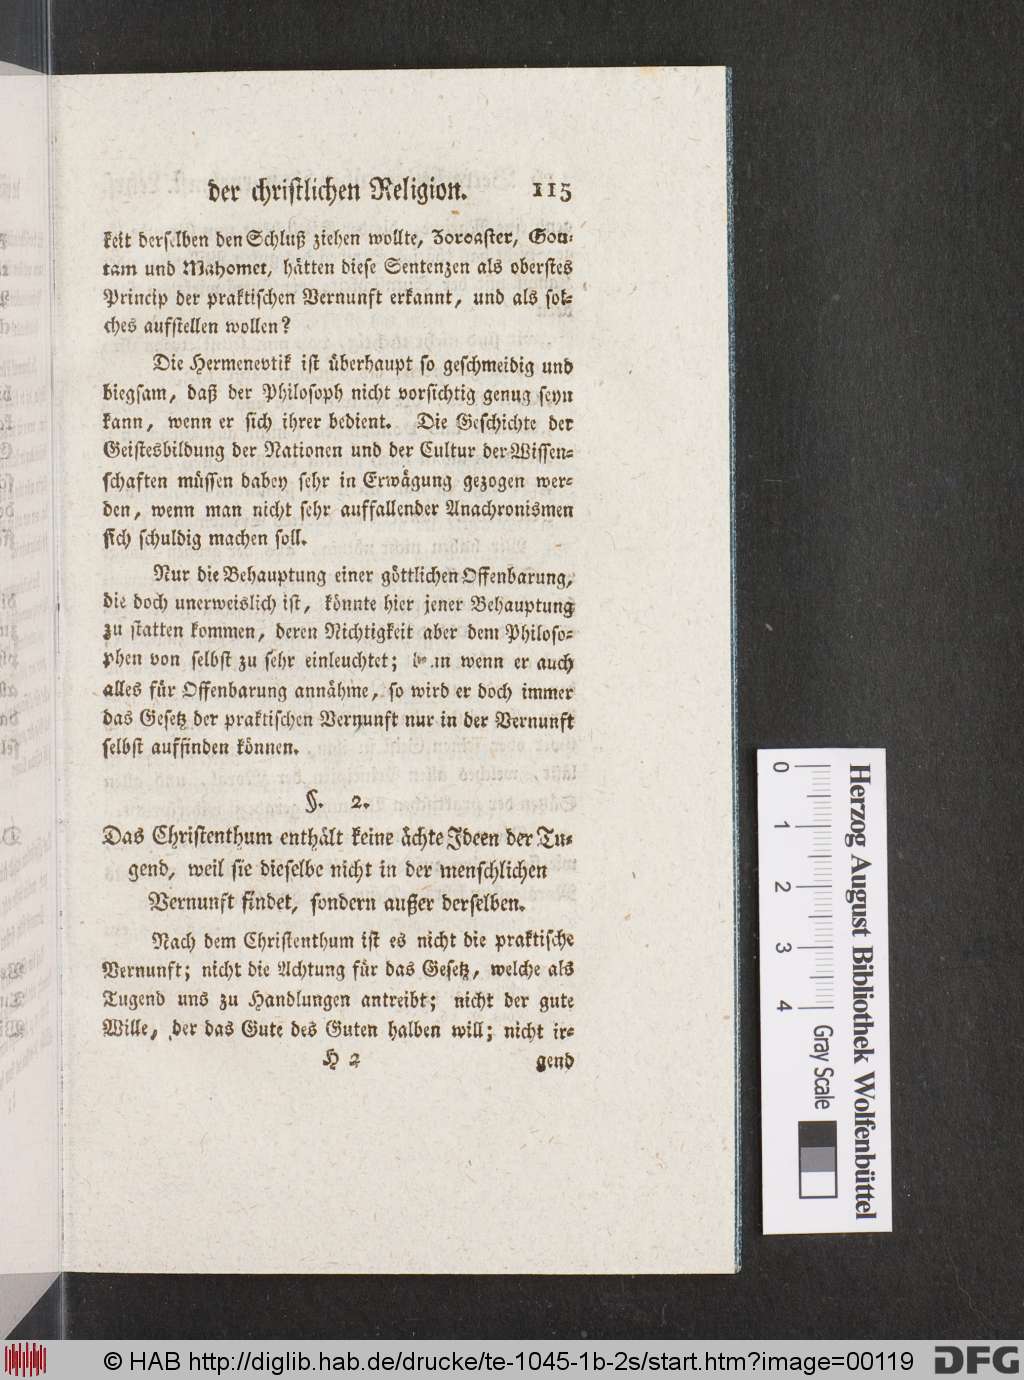 der christlichen Religion. 115
keit derselben den Schluß ziehen wollte, Zoroaster, Gou-
tam und Mahomet, hätten diese Sentenzen als oberstes
Princip der praktischen Vernunft erkannt, und als sol-
ches aufstellen wollen?
Die Hermenevtik ist überhaupt so geschmeidig und
biegsam, daß der Philosoph nicht vorsichtig genug seyn
kann, wenn er sich ihrer bedient. Die Geschichte der
Geistesbildung der Nationen und der Cultur der Wissen-
schaften müssen dabey sehr in Erwägung gezogen wer-
den, wenn man nicht sehr auffallender Anachronismen
sich schuldig machen soll.
Nur die Behauptung einer göttlichen Offenbarung,
die doch unerweislich ist, könnte hier jener Behauptung
zu statten kommen, deren Nichtigkeit aber dem Philoso-
phen von selbst zu sehr einleuchtet; denn wenn er auch
alles für Offenbarung annähme, so wird er doch immer
das Gesetz der praktischen Vernunft nur in der Vernunft
selbst auffinden können.
§. 2.
Das Christenthum enthält keine ächte Ideen der Tu-
gend, weil sie dieselbe nicht in der menschlichen
Vernunft findet, sondern außer derselben.
Nach dem Christenthum ist es nicht die praktische
Vernunft; nicht die Achtung für das Gesetz, welche als
Tugend uns zu Handlungen antreibt; nicht der gute
Wille, der das Gute des Guten halben will; nicht ir-
H 2 gend
Herzog August Bibliothek Wolfenbüttel
0 1 2 3 4 Gray Scale
© HAB http://diglib.hab.de/drucke/te-1045-1b-2s/start.htm?image=00119 DFG